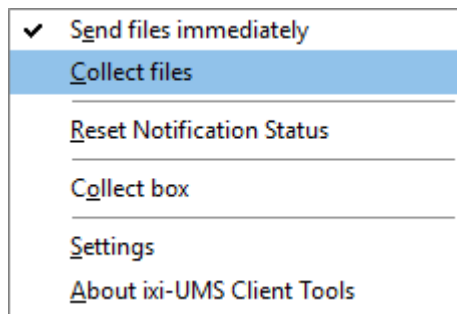 Send files immediately
Collect files
Reset Notification Status
Collect box
Settings
About ixi-UMS Client Tools